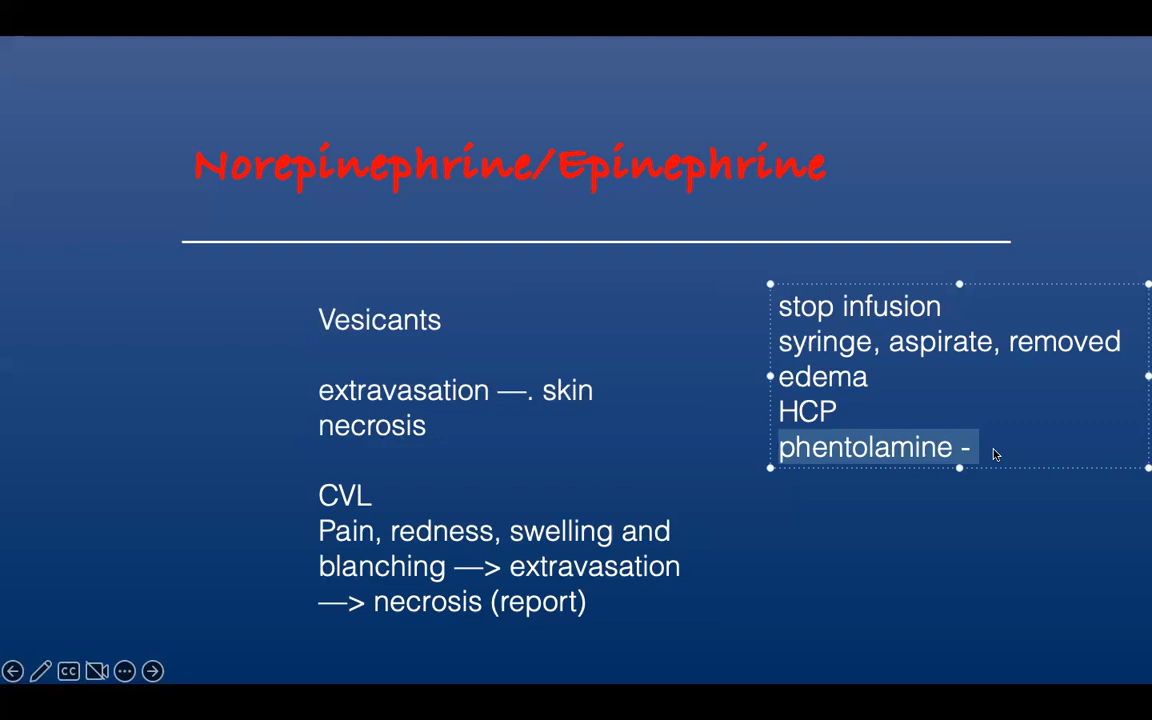 Norepinephrine/Epinephrine
Vesicants
extravasation —. skin
necrosis
CVL
Pain, redness, swelling and
blanching —> extravasation
—> necrosis (report)
stop infusion
syringe, aspirate, removed
edema
HCP
phentolamine -
CC